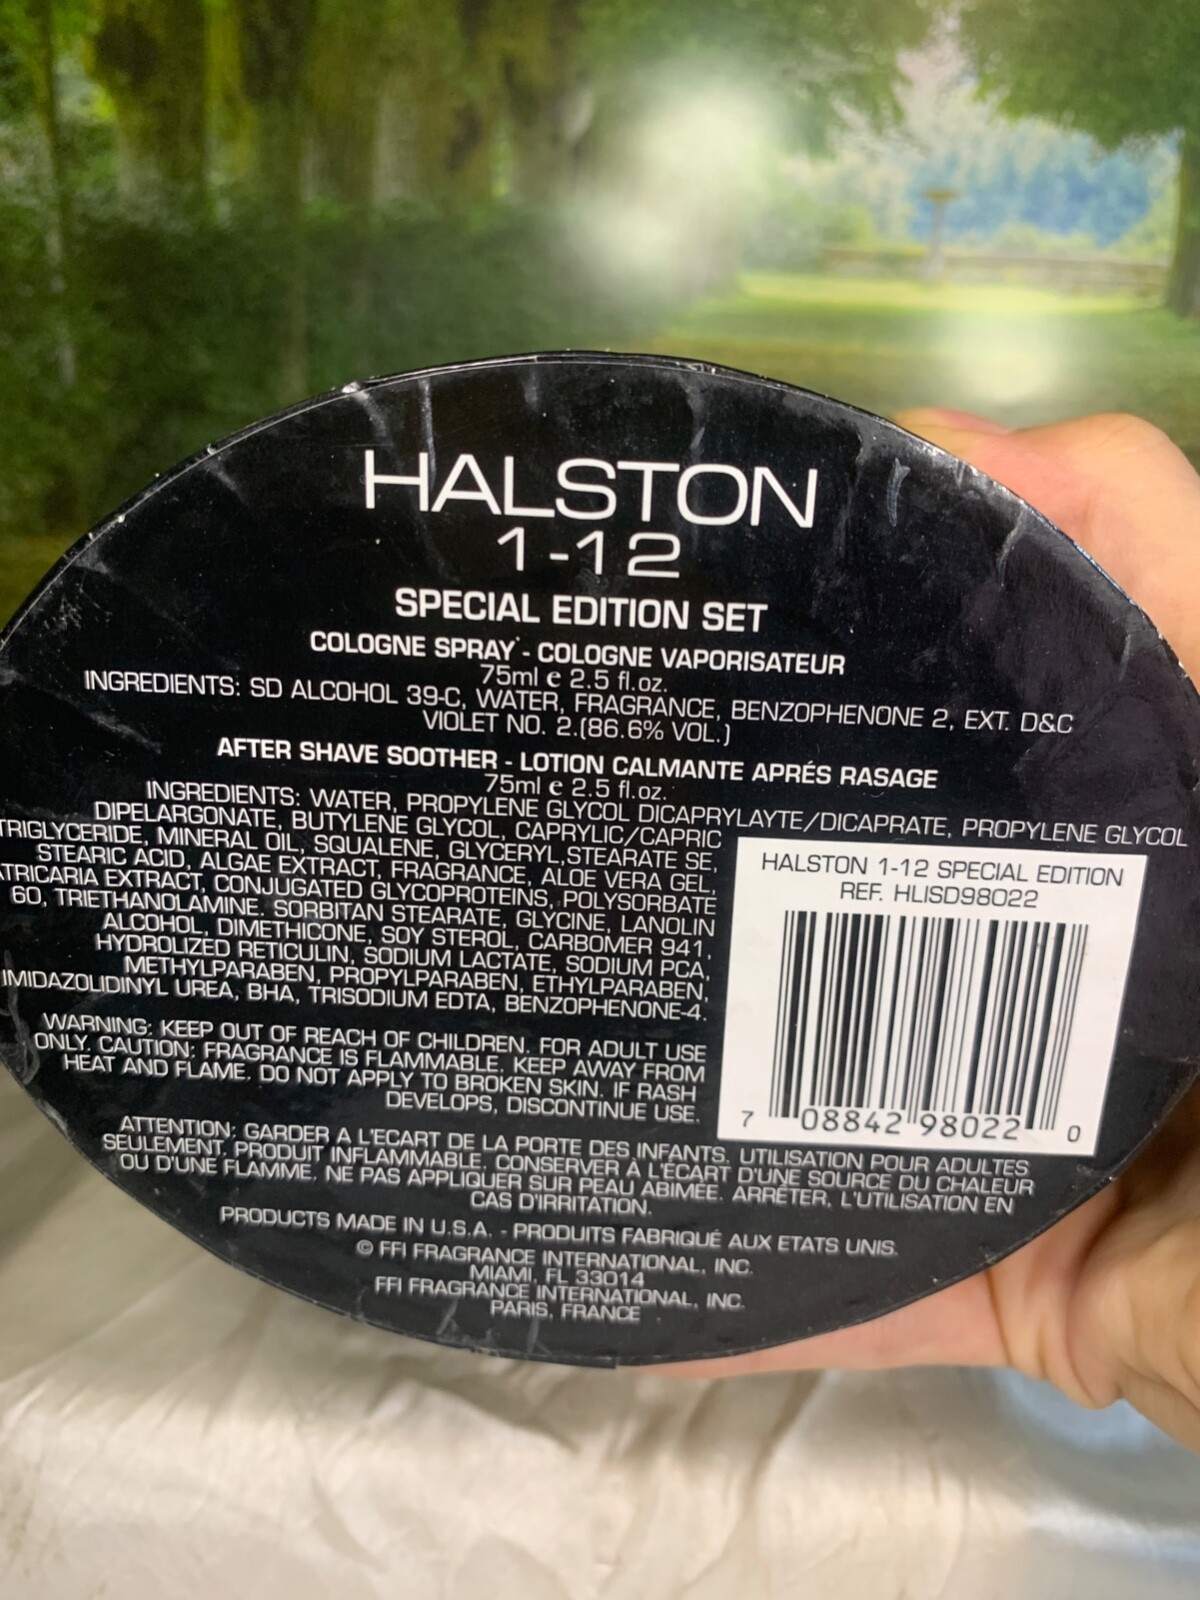 HALSTON
1-12
SPECIAL EDITION SET
COLOGNE SPRAY - COLOGNE VAPORISATEUR
75ml e 2.5 fl.oz.
INGREDIENTS: SD ALCOHOL 39-C, WATER, FRAGRANCE, BENZOPHENONE 2, EXT. D&C
VIOLET NO. 2.(86.6% VOL.)
AFTER SHAVE SOOTHER - LOTION CALMANTE APRÉS RASAGE
75ml e 2.5 fl.oz.
INGREDIENTS: WATER, PROPYLENE GLYCOL DICAPRYLAYTE/DICAPRATE, PROPYLENE GLYCOL
DIPELARGONATE, BUTYLENE GLYCOL, CAPRYLIC/CAPRIC
TRIGLYCERIDE, MINERAL OIL, SQUALENE, GLYCERYL,STEARATE SE,
STEARIC ACID, ALGAE EXTRACT, FRAGRANCE, ALOE VERA GEL,
ATRICARIA EXTRACT, CONJUGATED GLYCOPROTEINS, POLYSORBATE
60, TRIETHANOLAMINE. SORBITAN STEARATE, GLYCINE, LANOLIN
ALCOHOL, DIMETHICONE, SOY STEROL, CARBOMER 941,
HYDROLIZED RETICULIN, SODIUM LACTATE, SODIUM PCA,
METHYLPARABEN, PROPYLPARABEN, ETHYLPARABEN,
IMIDAZOLIDINYL UREA, BHA, TRISODIUM EDTA, BENZOPHENONE-4.
HALSTON 1-12 SPECIAL EDITION
REF. HLISD98022
7 08842 98022 0
WARNING: KEEP OUT OF REACH OF CHILDREN. FOR ADULT USE
ONLY. CAUTION: FRAGRANCE IS FLAMMABLE. KEEP AWAY FROM
HEAT AND FLAME. DO NOT APPLY TO BROKEN SKIN. IF RASH
DEVELOPS, DISCONTINUE USE.
ATTENTION: GARDER A L'ECART DE LA PORTE DES INFANTS. UTILISATION POUR ADULTES
SEULEMENT. PRODUIT INFLAMMABLE. CONSERVER À L'ÉCART D'UNE SOURCE DU CHALEUR
OU D'UNE FLAMME. NE PAS APPLIQUER SUR PEAU ABIMÉE. ARRÊTER, L'UTILISATION EN
CAS D'IRRITATION.
PRODUCTS MADE IN U.S.A. - PRODUITS FABRIQUÉ AUX ETATS UNIS.
© FFI FRAGRANCE INTERNATIONAL, INC.
MIAMI, FL 33014
FFI FRAGRANCE INTERNATIONAL, INC.
PARIS, FRANCE